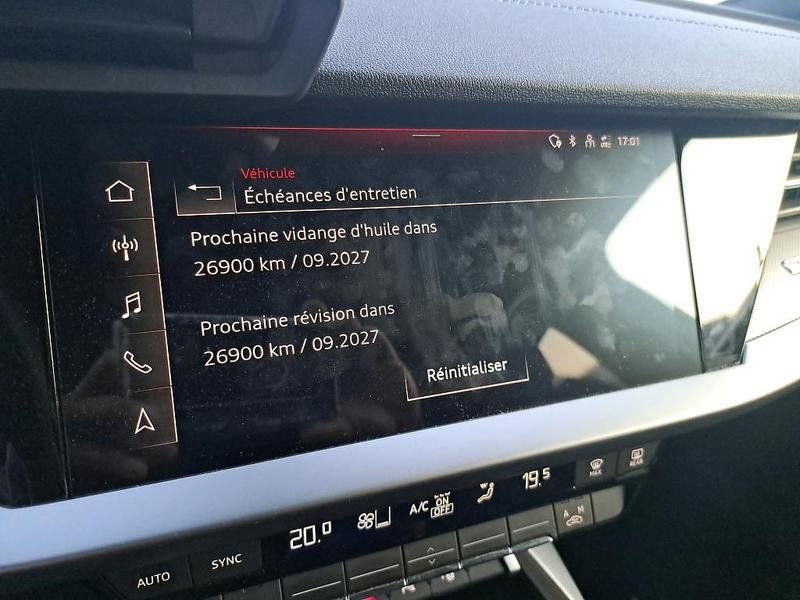 17:01
Véhicule
Échéances d'entretien
Prochaine vidange d'huile dans
26900 km / 09.2027
Prochaine révision dans
26900 km / 09.2027
Réinitialiser
20.0 A/C ON OFF 19.5 MAX REAR
AUTO SYNC A M